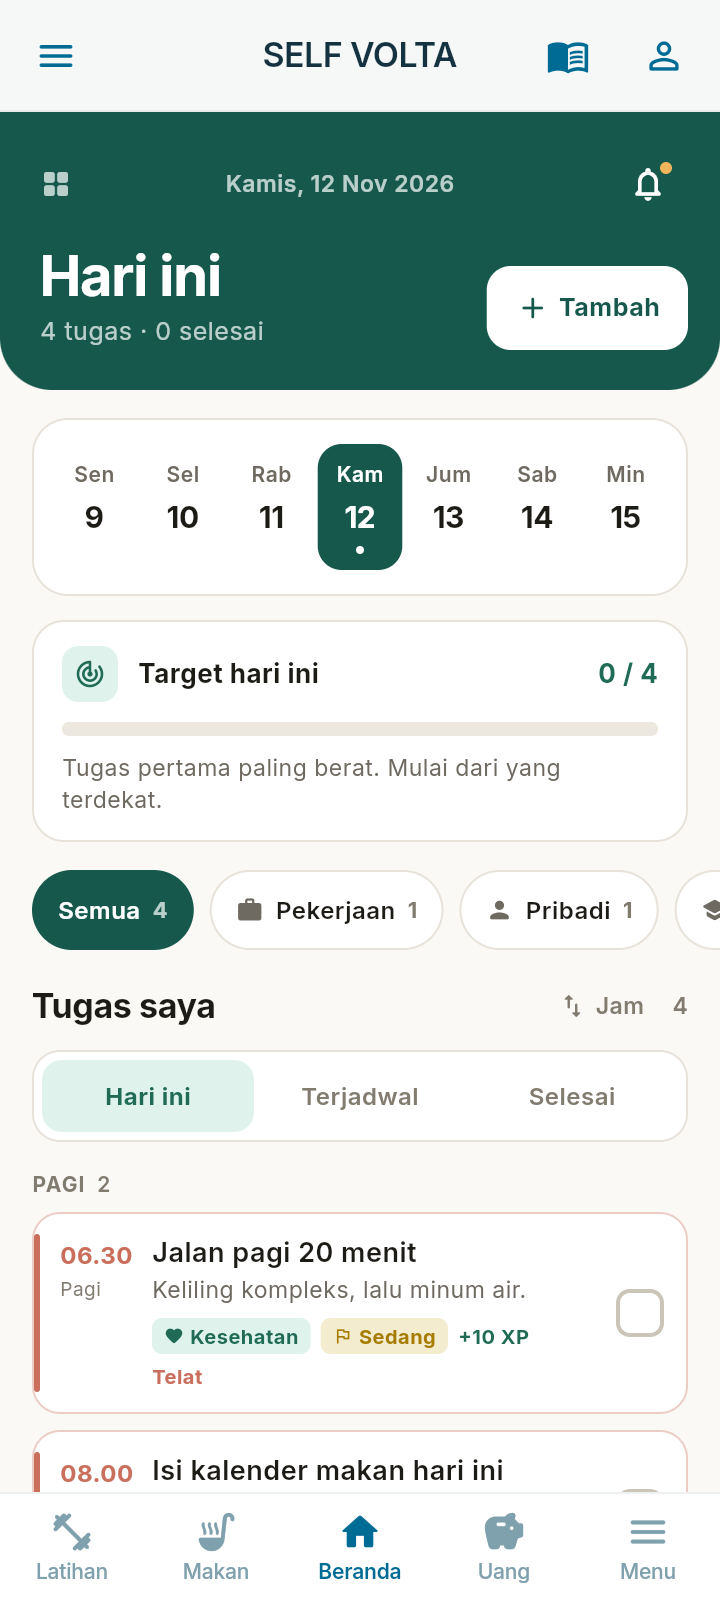 SELF VOLTA
Kamis, 12 Nov 2026
Hari ini
4 tugas · 0 selesai
Tambah
Sen Sel Rab Kam Jum Sab Min
9 10 11 12 13 14 15
Target hari ini 0 / 4
Tugas pertama paling berat. Mulai dari yang
terdekat.
Semua 4 Pekerjaan 1 Pribadi 1
Tugas saya Jam 4
Hari ini Terjadwal Selesai
PAGI 2
06.30 Jalan pagi 20 menit
Pagi Keliling kompleks, lalu minum air.
Kesehatan Sedang +10 XP
Telat
08.00 Isi kalender makan hari ini
Latihan Makan Beranda Uang Menu